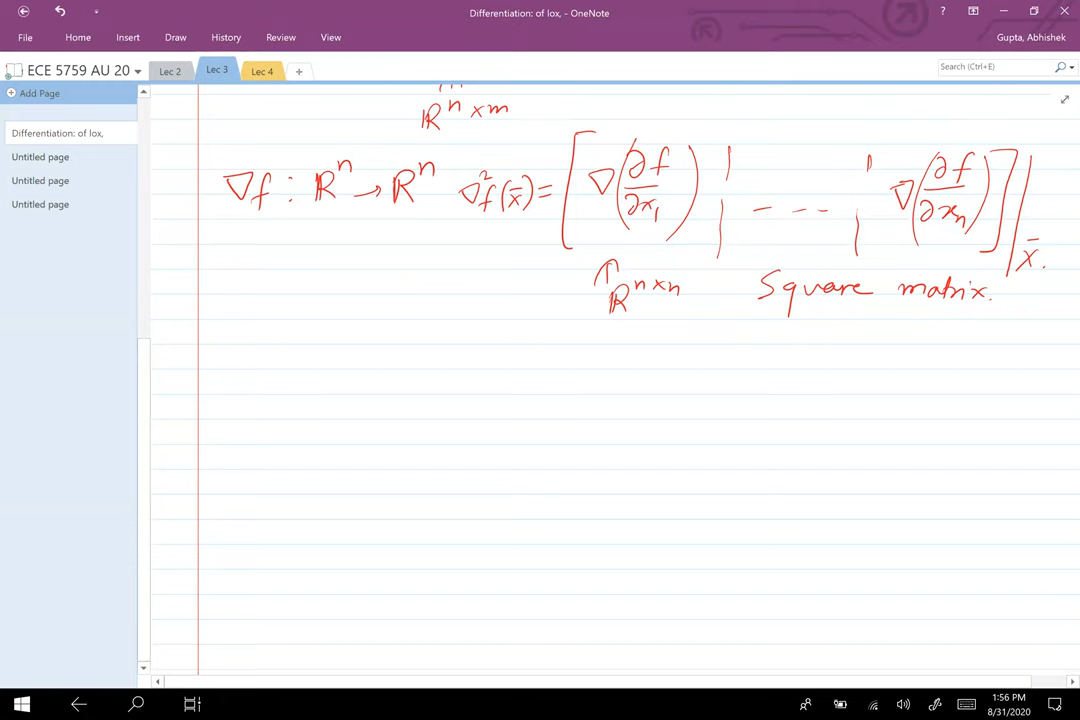 Differentiation: of lox, - OneNote
File Home Insert Draw History Review View
Gupta, Abhishek
ECE 5759 AU 20
Lec 2
Lec 3
Lec 4
Search (Ctrl+E)
Add Page
Differentiation: of lox,
Untitled page
Untitled page
Untitled page
ℝ^{n×m}
∇f : ℝ^n → ℝ^n ∇²f(x̄) = [ ∇(∂f/∂x₁) | - - - - | ∇(∂f/∂xₙ) ] |_{x̄}.
↑ ℝ^{n×n} Square matrix.
1:56 PM
8/31/2020